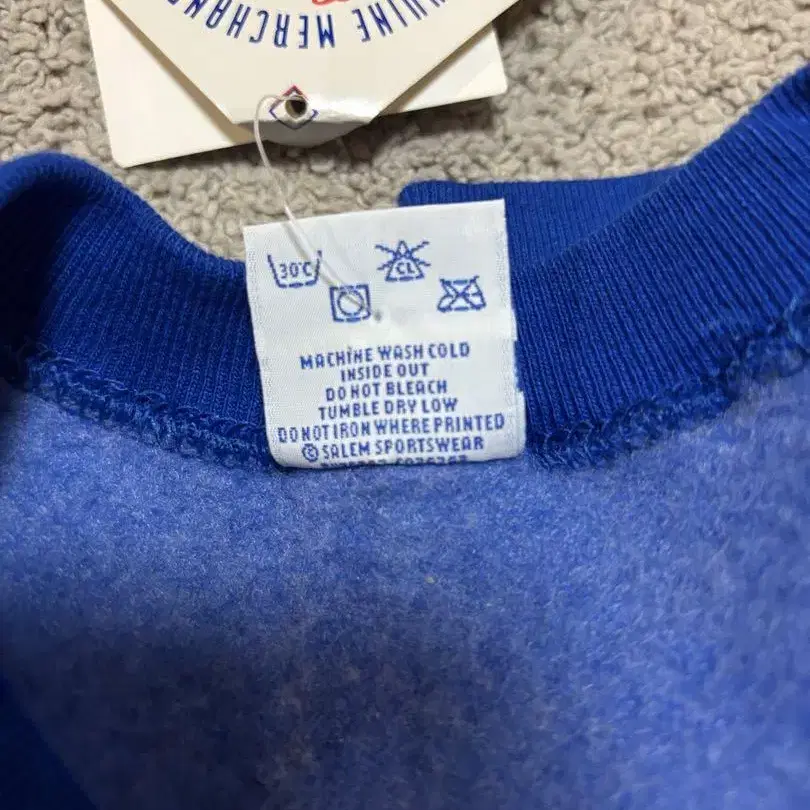 NUINE MERCHAN
30°C
CL
MACHINE WASH COLD
INSIDE OUT
DO NOT BLEACH
TUMBLE DRY LOW
DO NOT IRON WHERE PRINTED
© SALEM SPORTSWEAR